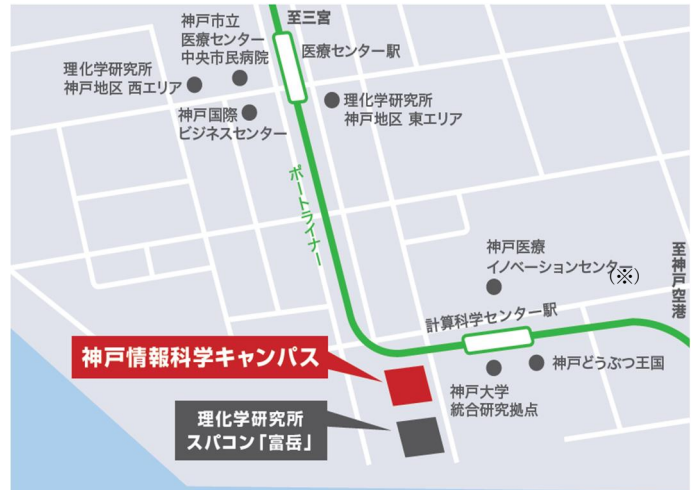 神戸市立
医療センター
中央市民病院
至三宮
医療センター駅
理化学研究所
神戸地区 西エリア
神戸国際
ビジネスセンター
理化学研究所
神戸地区 東エリア
ポートライナー
神戸医療
イノベーションセンター
(※)
至神戸空港
計算科学センター駅
神戸情報科学キャンパス
神戸どうぶつ王国
神戸大学
統合研究拠点
理化学研究所
スパコン「富岳」